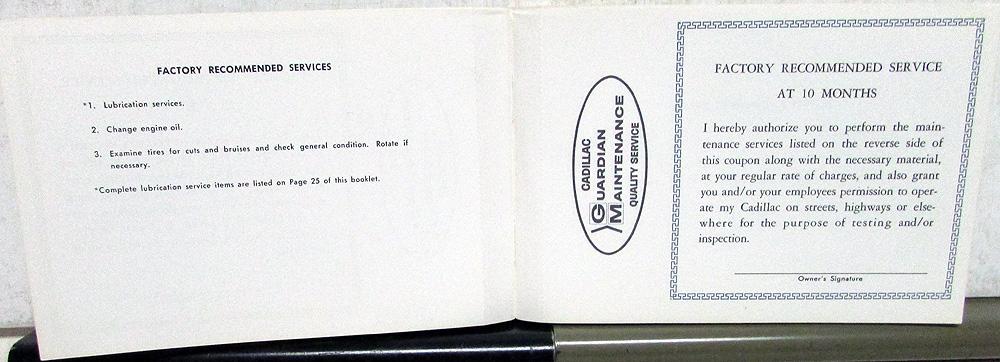 FACTORY RECOMMENDED SERVICES
*1. Lubrication services.
2. Change engine oil.
3. Examine tires for cuts and bruises and check general condition. Rotate if
necessary.
*Complete lubrication service items are listed on Page 25 of this booklet.
CADILLAC
GUARDIAN
MAINTENANCE
QUALITY SERVICE
FACTORY RECOMMENDED SERVICE
AT 10 MONTHS
I hereby authorize you to perform the main-
tenance services listed on the reverse side of
this coupon along with the necessary material,
at your regular rate of charges, and also grant
you and/or your employees permission to oper-
ate my Cadillac on streets, highways or else-
where for the purpose of testing and/or
inspection.
Owner's Signature